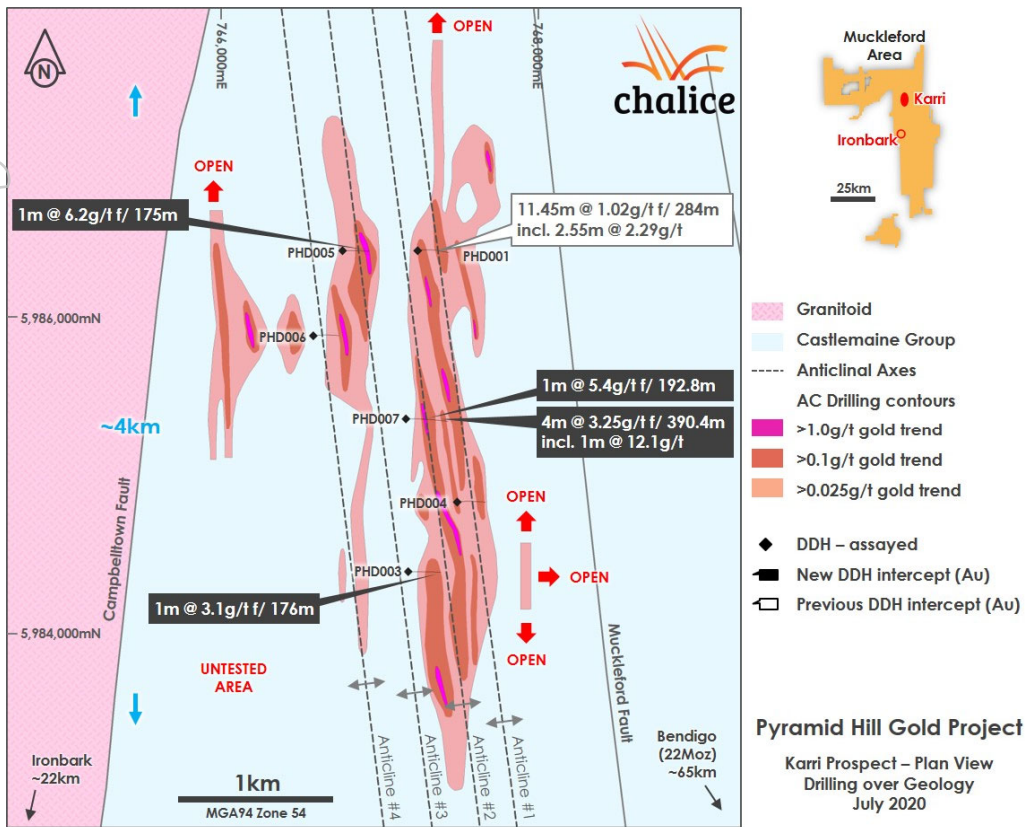 N
766,000mE
OPEN
768,000mE
chalice
OPEN
1m @ 6.2g/t f/ 175m
11.45m @ 1.02g/t f/ 284m
incl. 2.55m @ 2.29g/t
PHD005
PHD001
5,986,000mN
PHD006
1m @ 5.4g/t f/ 192.8m
PHD007
4m @ 3.25g/t f/ 390.4m
incl. 1m @ 12.1g/t
~4km
Campbelltown Fault
PHD004
OPEN
PHD003
OPEN
1m @ 3.1g/t f/ 176m
5,984,000mN
OPEN
Muckleford Fault
UNTESTED
AREA
Anticline #4
Anticline #3
Anticline #2
Anticline #1
Ironbark
~22km
1km
MGA94 Zone 54
Bendigo
(22Moz)
~65km
Muckleford
Area
Karri
Ironbark
25km
Granitoid
Castlemaine Group
Anticlinal Axes
AC Drilling contours
>1.0g/t gold trend
>0.1g/t gold trend
>0.025g/t gold trend
DDH – assayed
New DDH intercept (Au)
Previous DDH intercept (Au)
Pyramid Hill Gold Project
Karri Prospect – Plan View
Drilling over Geology
July 2020